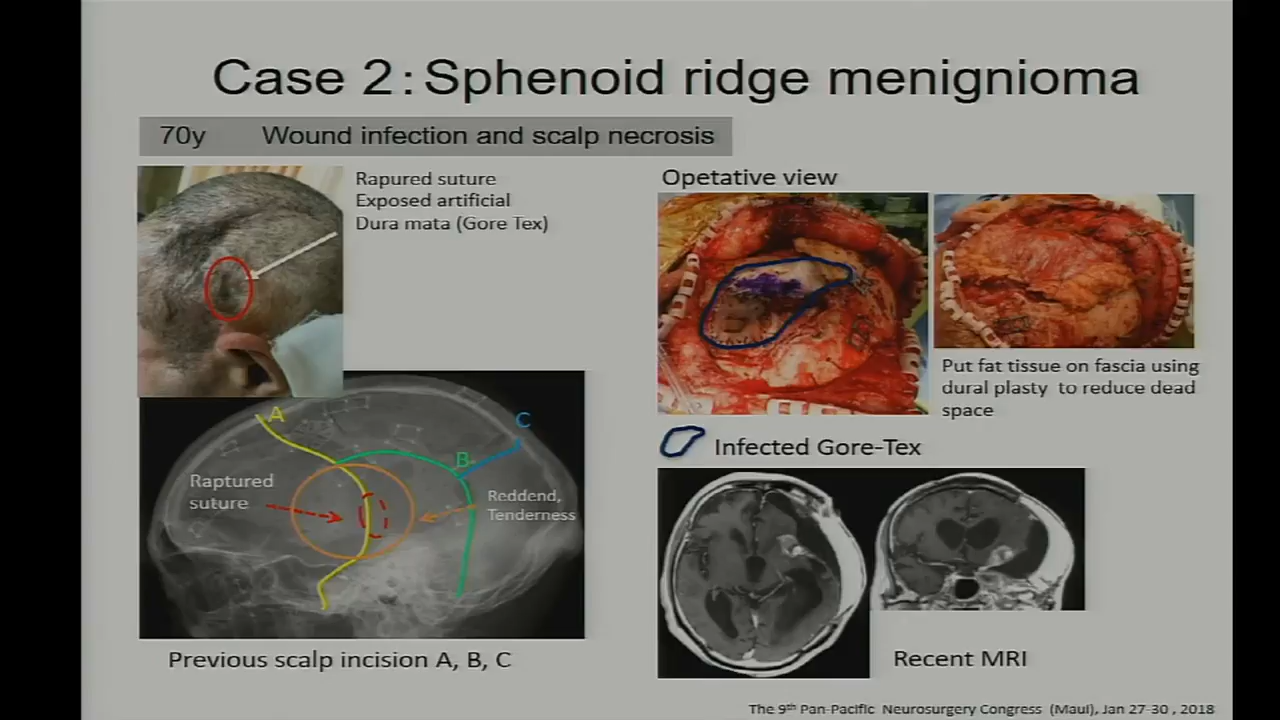 Case 2:Sphenoid ridge menignioma
70y Wound infection and scalp necrosis
Rapured suture
Exposed artificial
Dura mata (Gore Tex)
Opetative view
Put fat tissue on fascia using
dural plasty to reduce dead
space
Infected Gore-Tex
A
B
C
Raptured
suture
Reddend,
Tenderness
Previous scalp incision A, B, C
Recent MRI
The 9th Pan-Pacific Neurosurgery Congress (Maui), Jan 27-30 , 2018